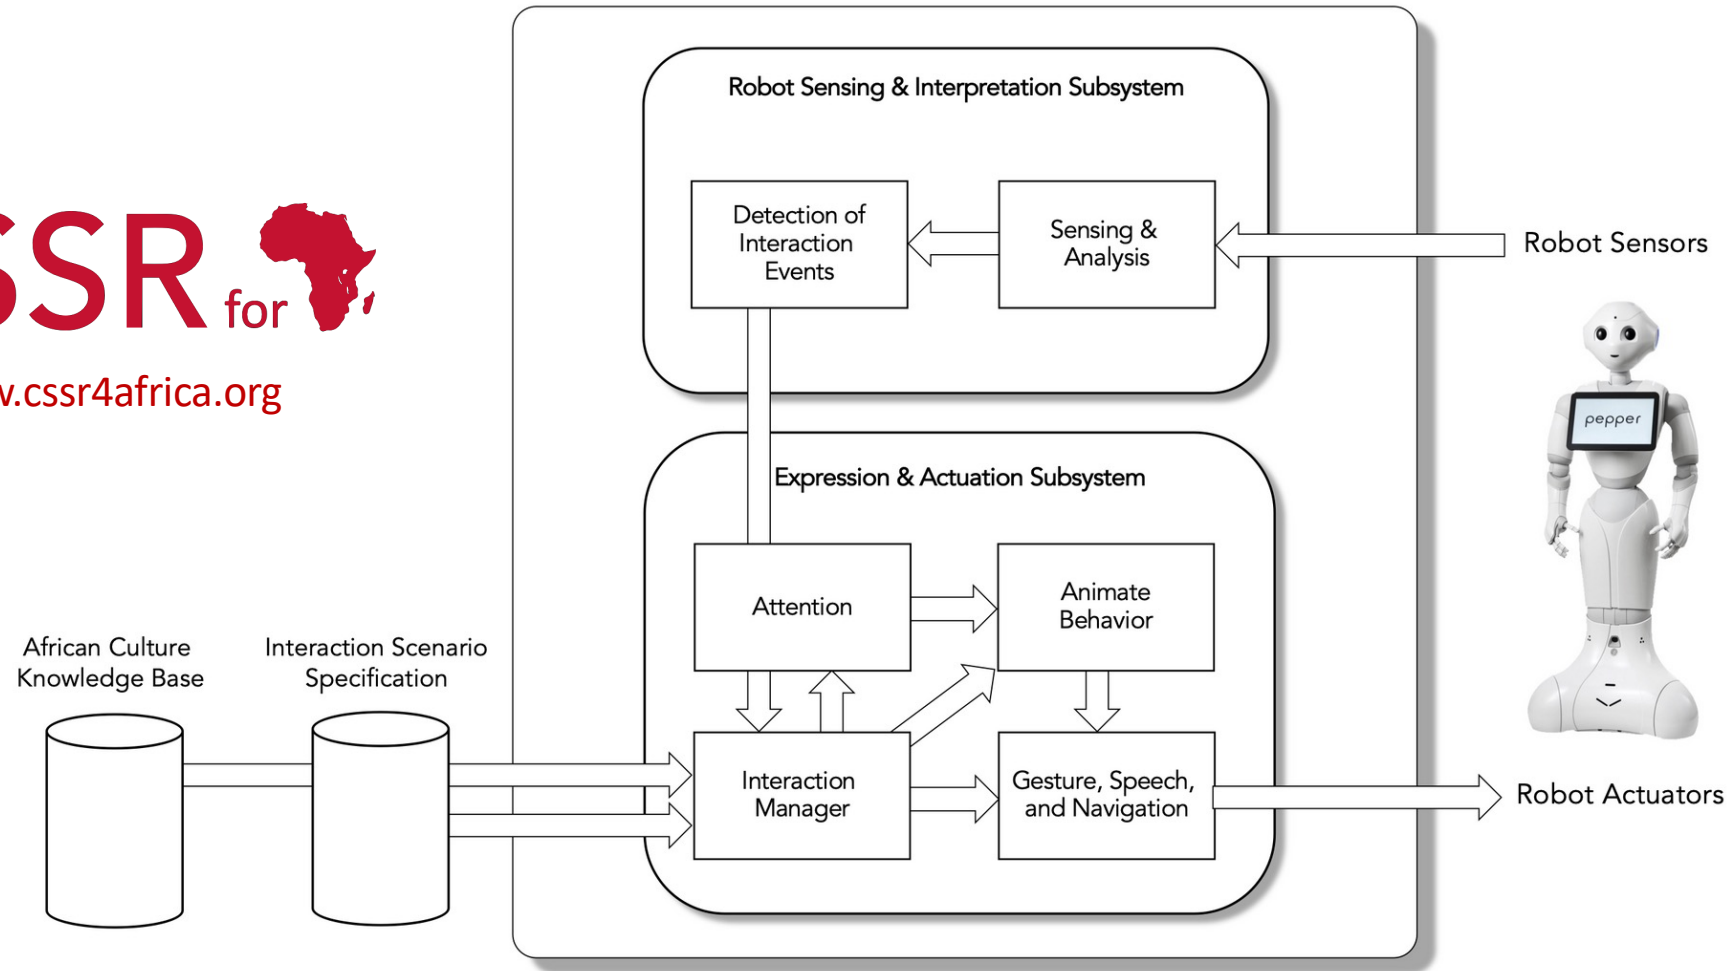 Robot Sensing & Interpretation Subsystem
Detection of
Interaction
Events
Sensing &
Analysis
Robot Sensors
SSR for
w.cssr4africa.org
pepper
Expression & Actuation Subsystem
Attention
Animate
Behavior
African Culture
Knowledge Base
Interaction Scenario
Specification
Interaction
Manager
Gesture, Speech,
and Navigation
Robot Actuators